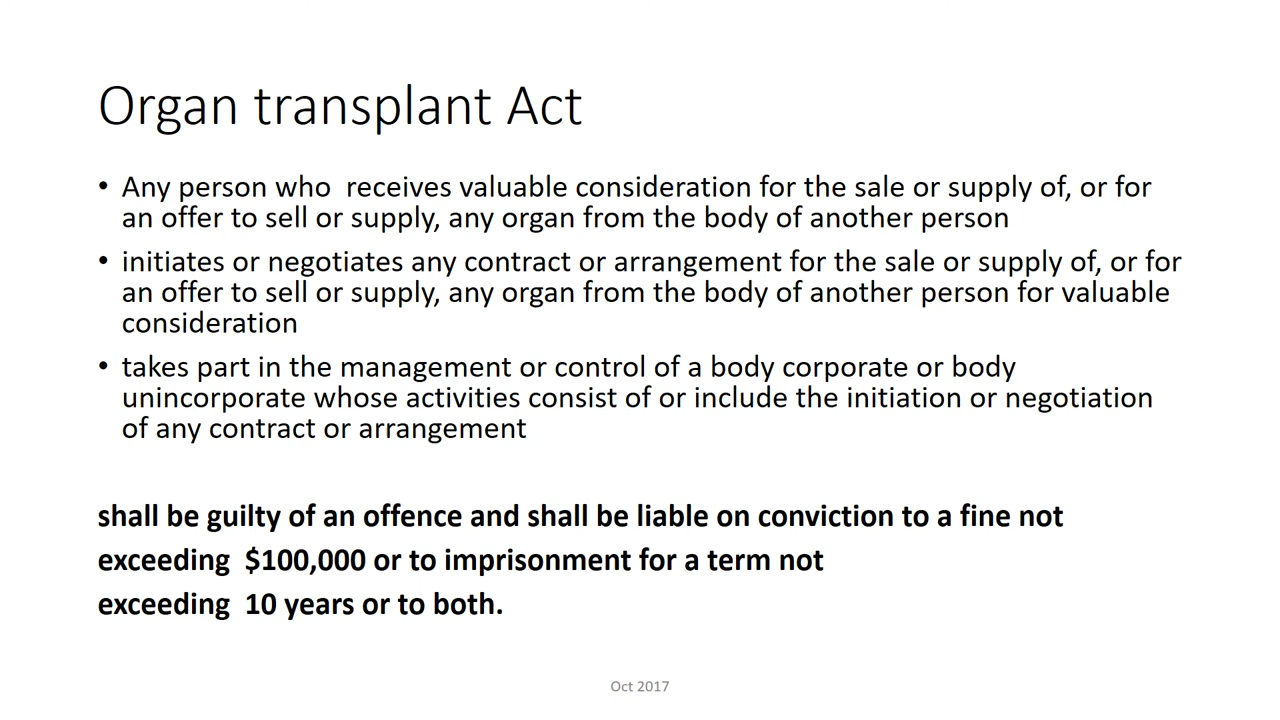 Organ transplant Act
• Any person who  receives valuable consideration for the sale or supply of, or for
an offer to sell or supply, any organ from the body of another person
• initiates or negotiates any contract or arrangement for the sale or supply of, or for
an offer to sell or supply, any organ from the body of another person for valuable
consideration
• takes part in the management or control of a body corporate or body
unincorporate whose activities consist of or include the initiation or negotiation
of any contract or arrangement
shall be guilty of an offence and shall be liable on conviction to a fine not
exceeding  $100,000 or to imprisonment for a term not
exceeding  10 years or to both.
Oct 2017